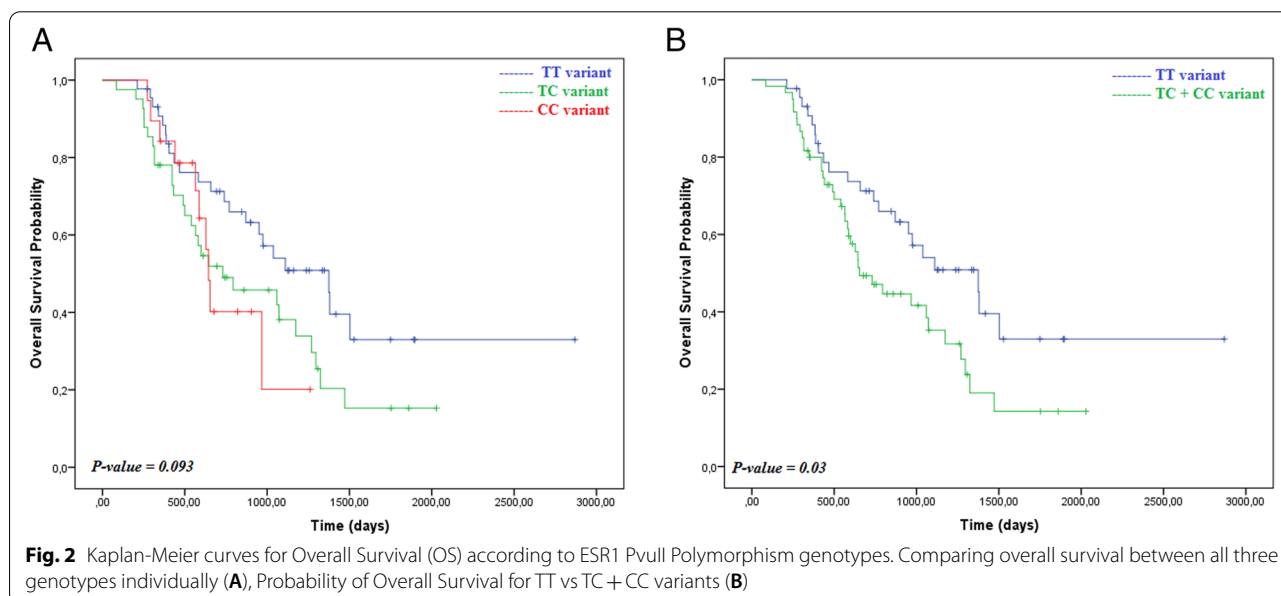 A
TT variant
TC variant
CC variant
Overall Survival Probability
1,0
0,8
0,6
0,4
0,2
0,0
P-value = 0.093
,00
500,00
1000,00
1500,00
2000,00
2500,00
3000,00
Time (days)
B
TT variant
TC + CC variant
Overall Survival Probability
1,0
0,8
0,6
0,4
0,2
0,0
P-value = 0.03
,00
500,00
1000,00
1500,00
2000,00
2500,00
3000,00
Time (days)
Fig. 2 Kaplan-Meier curves for Overall Survival (OS) according to ESR1 PvuII Polymorphism genotypes. Comparing overall survival between all three
genotypes individually (A), Probability of Overall Survival for TT vs TC + CC variants (B)